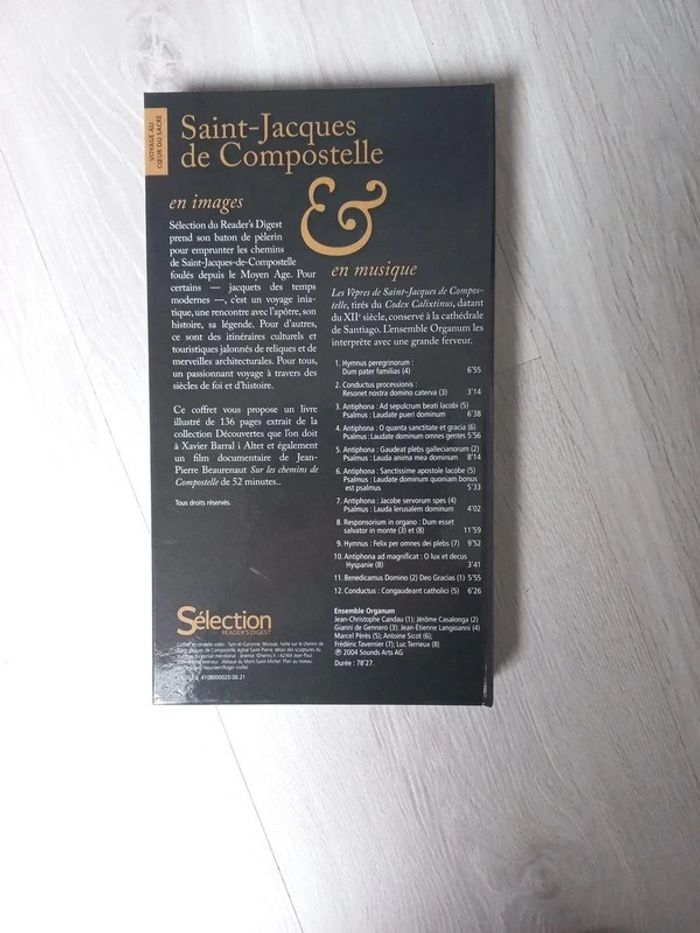 VOYAGE AU
CŒUR DU SACRÉ
Saint-Jacques
de Compostelle
&
en images
Sélection du Reader's Digest
prend son baton de pèlerin
pour emprunter les chemins
de Saint-Jacques-de-Compostelle
foulés depuis le Moyen Age. Pour
certains — jacquets des temps
modernes —, c'est un voyage inia-
tique, une rencontre avec l'apôtre, son
histoire, sa légende. Pour d'autres,
ce sont des itinéraires culturels et
touristiques jalonnés de reliques et de
merveilles architecturales. Pour tous,
un passionnant voyage à travers des
siècles de foi et d'histoire.
Ce coffret vous propose un livre
illustré de 136 pages extrait de la
collection Découvertes que l'on doit
à Xavier Barral i Altet et également
un film documentaire de Jean-
Pierre Beaurenaut Sur les chemins de
Compostelle de 52 minutes..
Tous droits réservés.
en musique
Les Vêpres de Saint-Jacques de Compos-
telle, tirés du Codex Calixtinus, datant
du XIIe siècle, conservé à la cathédrale
de Santiago. L'ensemble Organum les
interprète avec une grande ferveur.
1. Hymnus peregrinorum :
Dum pater familias (4) 6'55
2. Conductus processionis :
Resonet nostra domino caterva (3) 3'14
3. Antiphona : Ad sepulcrum beati Iacobi (5)
Psalmus : Laudate pueri dominum 6'38
4. Antiphona : O quanta sanctitate et gracia (6)
Psalmus : Laudate dominum omnes gentes 5'56
5. Antiphona : Gaudeat plebs gallecianorum (2)
Psalmus : Lauda anima mea dominum 8'14
6. Antiphona : Sanctissime apostole Iacobe (5)
Psalmus : Laudate dominum quoniam bonus
est psalmus 5'33
7. Antiphona : Jacobe servorum spes (4)
Psalmus : Lauda Ierusalem dominum 4'02
8. Responsorium in organo : Dum esset
salvator in monte (3) et (8) 11'59
9. Hymnus : Felix per omnes dei plebs (7) 9'52
10. Antiphona ad magnificat : O lux et decus
Hyspanie (8) 3'41
11. Benedicamus Domino (2) Deo Gracias (1) 5'55
12. Conductus : Congaudeant catholici (5) 6'26
Ensemble Organum
Jean-Christophe Candau (1); Jérôme Casalonga (2)
Gianni de Gennero (3); Jean-Étienne Langianni (4)
Marcel Pérès (5); Antoine Sicot (6);
Frédéric Tavernier (7); Luc Terrieux (8)
℗ 2004 Sounds Arts AG
Durée : 78'27.
Sélection
READER'S DIGEST